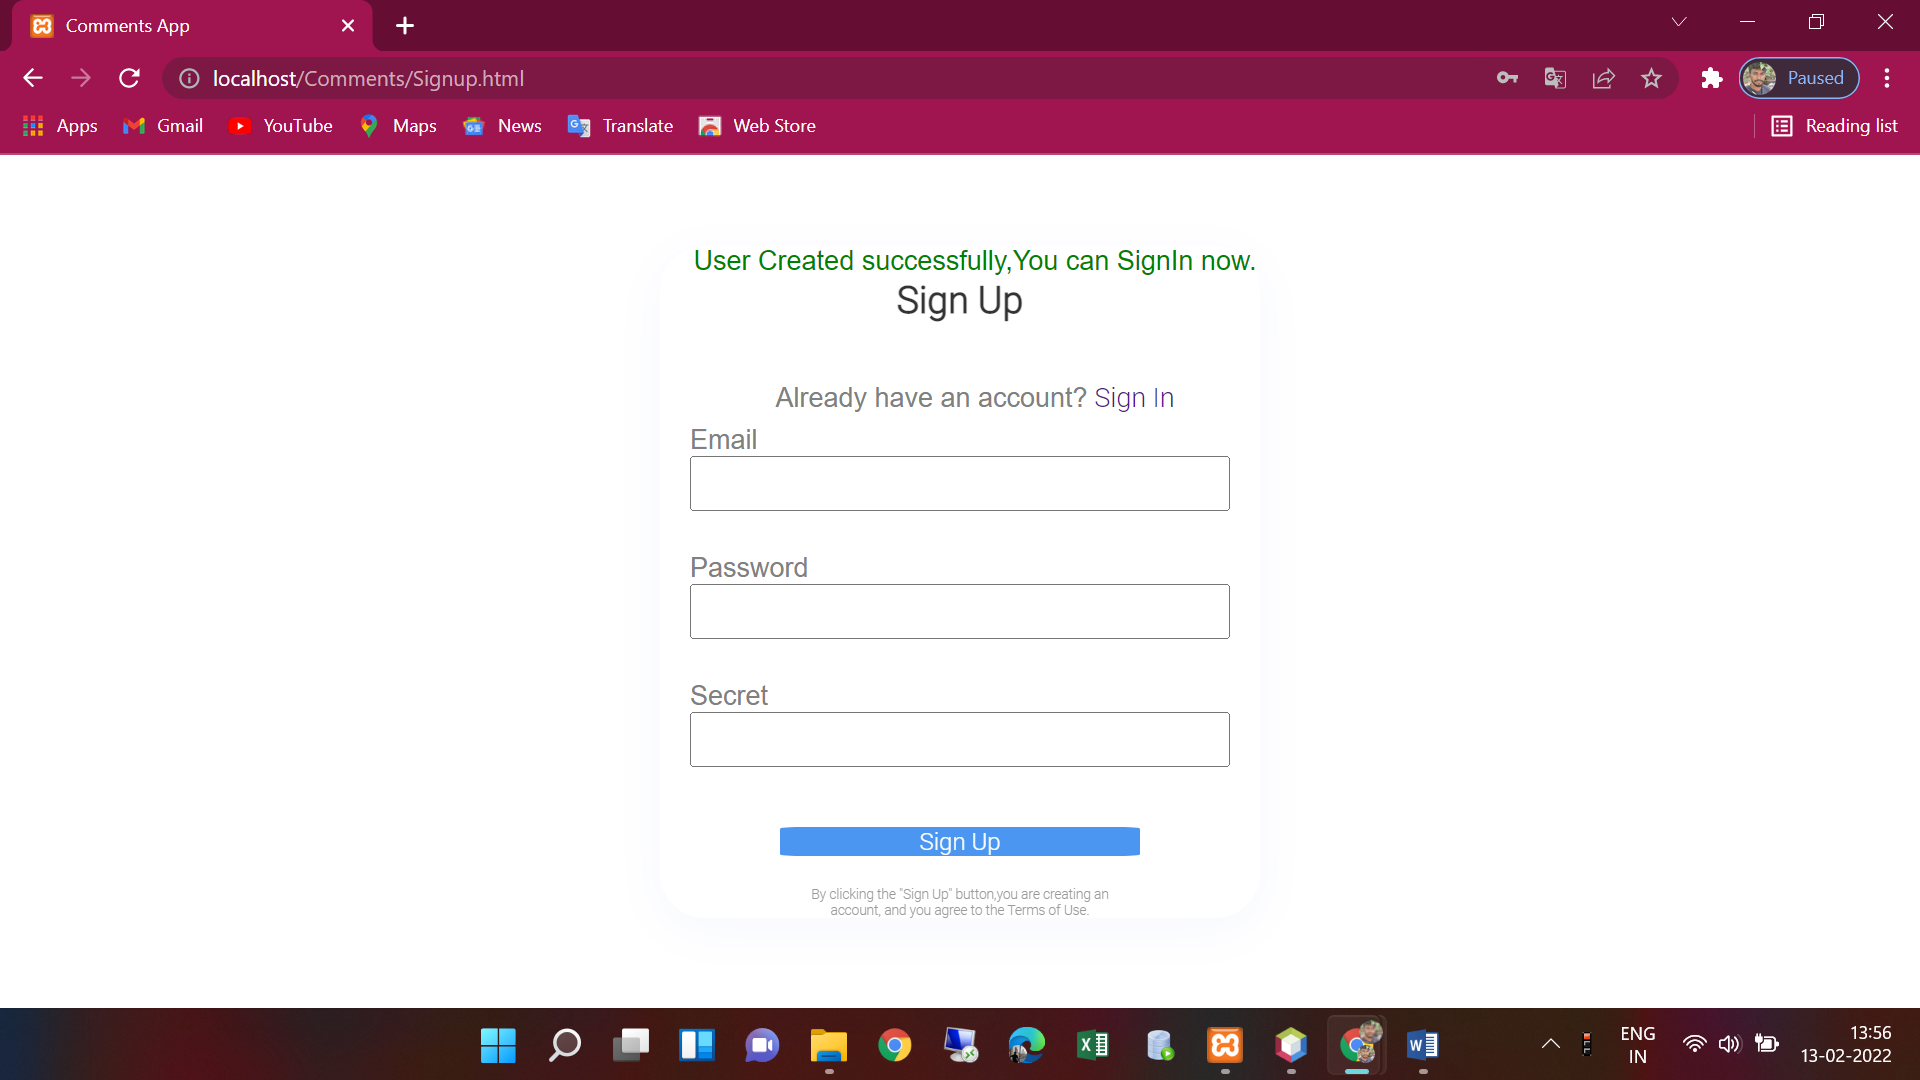 Comments App
localhost/Comments/Signup.html
Paused
Apps
Gmail
YouTube
Maps
News
Translate
Web Store
Reading list
User Created successfully,You can SignIn now.
Sign Up
Already have an account? Sign In
Email
Password
Secret
Sign Up
By clicking the "Sign Up" button,you are creating an
account, and you agree to the Terms of Use.
ENG
IN
13:56
13-02-2022